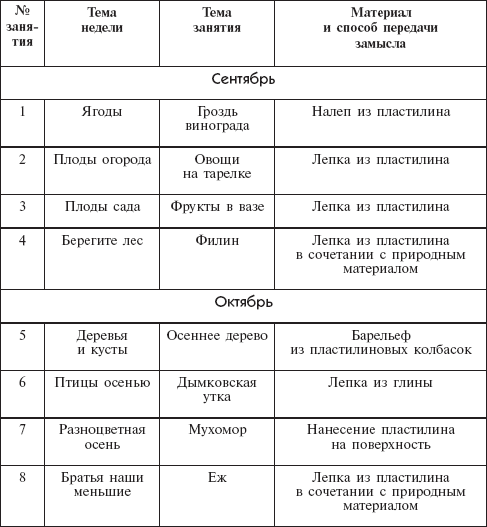 № заня- тия Тема недели Тема занятия Материал и способ передачи замысла
Сентябрь
1 Ягоды Гроздь винограда Налеп из пластилина
2 Плоды огорода Овощи на тарелке Лепка из пластилина
3 Плоды сада Фрукты в вазе Лепка из пластилина
4 Берегите лес Филин Лепка из пластилина в сочетании с природным материалом
Октябрь
5 Деревья и кусты Осеннее дерево Барельеф из пластилиновых колбасок
6 Птицы осенью Дымковская утка Лепка из глины
7 Разноцветная осень Мухомор Нанесение пластилина на поверхность
8 Братья наши меньшие Еж Лепка из пластилина в сочетании с природным материалом